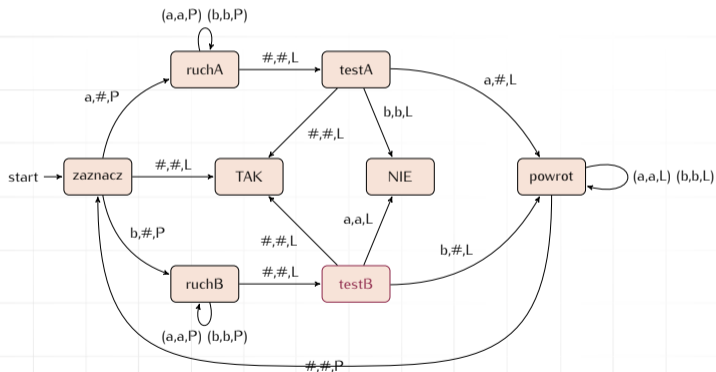 (a,a,P) (b,b,P)
ruchA
#,#,L
testA
a,#,L
a,#,P
b,b,L
#,#,L
start
zaznacz
#,#,L
TAK
NIE
powrot
(a,a,L) (b,b,L)
b,#,P
a,a,L
#,#,L
b,#,L
ruchB
#,#,L
testB
(a,a,P) (b,b,P)
#,#,P